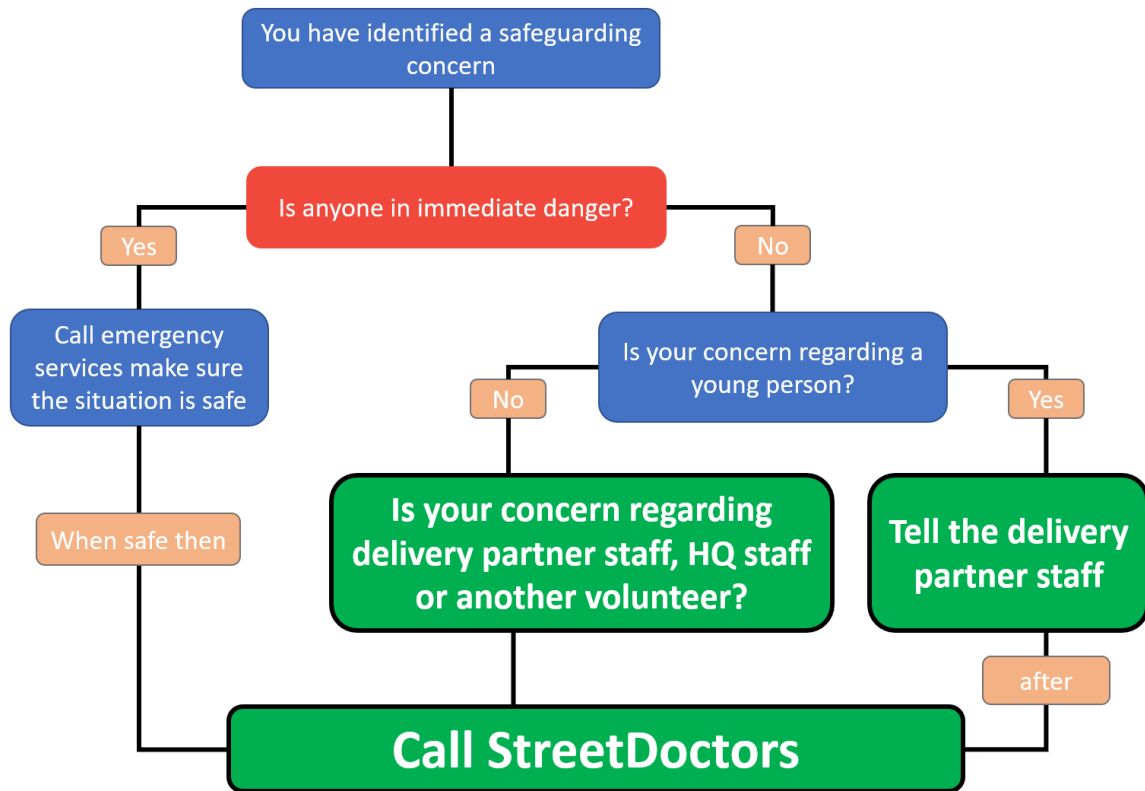 You have identified a safeguarding
concern
Is anyone in immediate danger?
Yes
No
Call emergency
services make sure
the situation is safe
Is your concern regarding a
young person?
No
Yes
Is your concern regarding
delivery partner staff, HQ staff
or another volunteer?
Tell the delivery
partner staff
When safe then
after
Call StreetDoctors